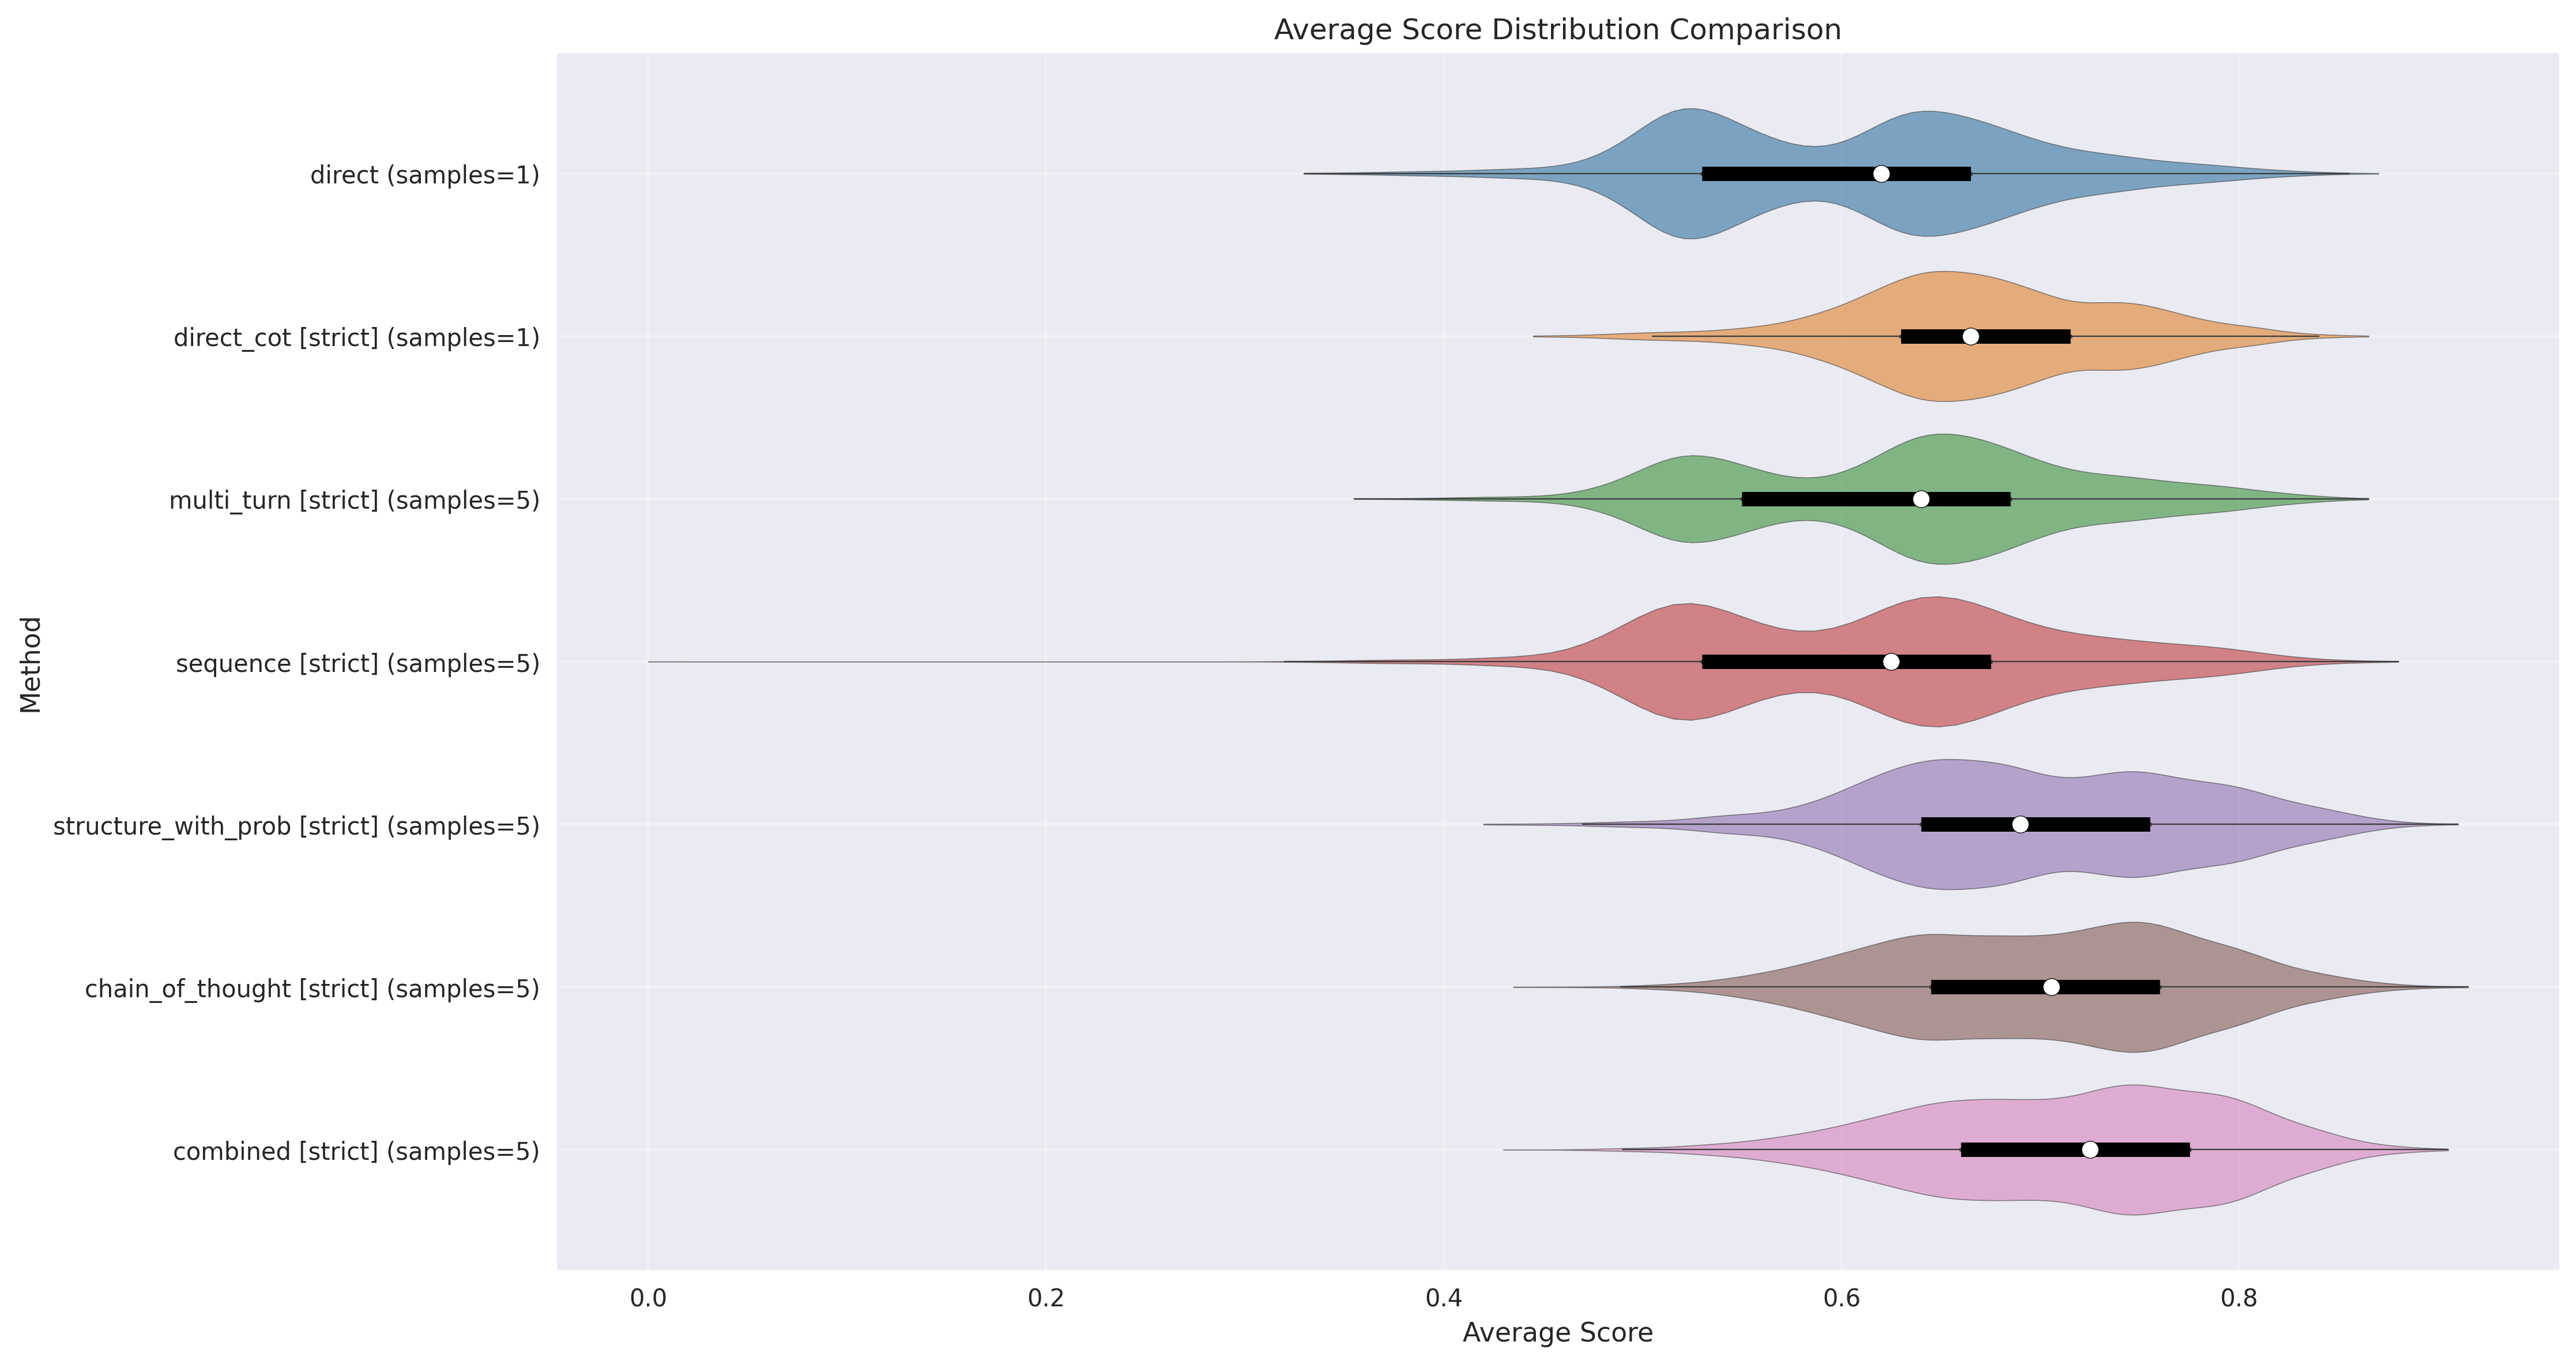 Average Score Distribution Comparison
Method
direct (samples=1)
direct_cot [strict] (samples=1)
multi_turn [strict] (samples=5)
sequence [strict] (samples=5)
structure_with_prob [strict] (samples=5)
chain_of_thought [strict] (samples=5)
combined [strict] (samples=5)
0.0 0.2 0.4 0.6 0.8
Average Score